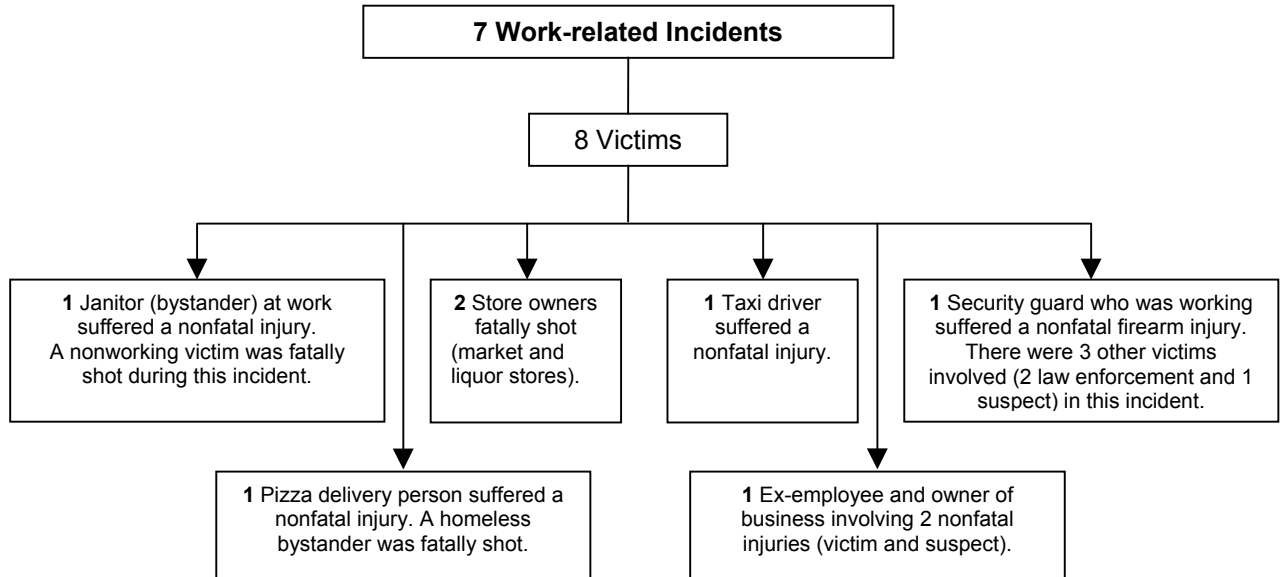 7 Work-related Incidents
8 Victims
1 Janitor (bystander) at work
suffered a nonfatal injury.
A nonworking victim was fatally
shot during this incident.
2 Store owners
fatally shot
(market and
liquor stores).
1 Taxi driver
suffered a
nonfatal injury.
1 Security guard who was working
suffered a nonfatal firearm injury.
There were 3 other victims
involved (2 law enforcement and 1
suspect) in this incident.
1 Pizza delivery person suffered a
nonfatal injury. A homeless
bystander was fatally shot.
1 Ex-employee and owner of
business involving 2 nonfatal
injuries (victim and suspect).